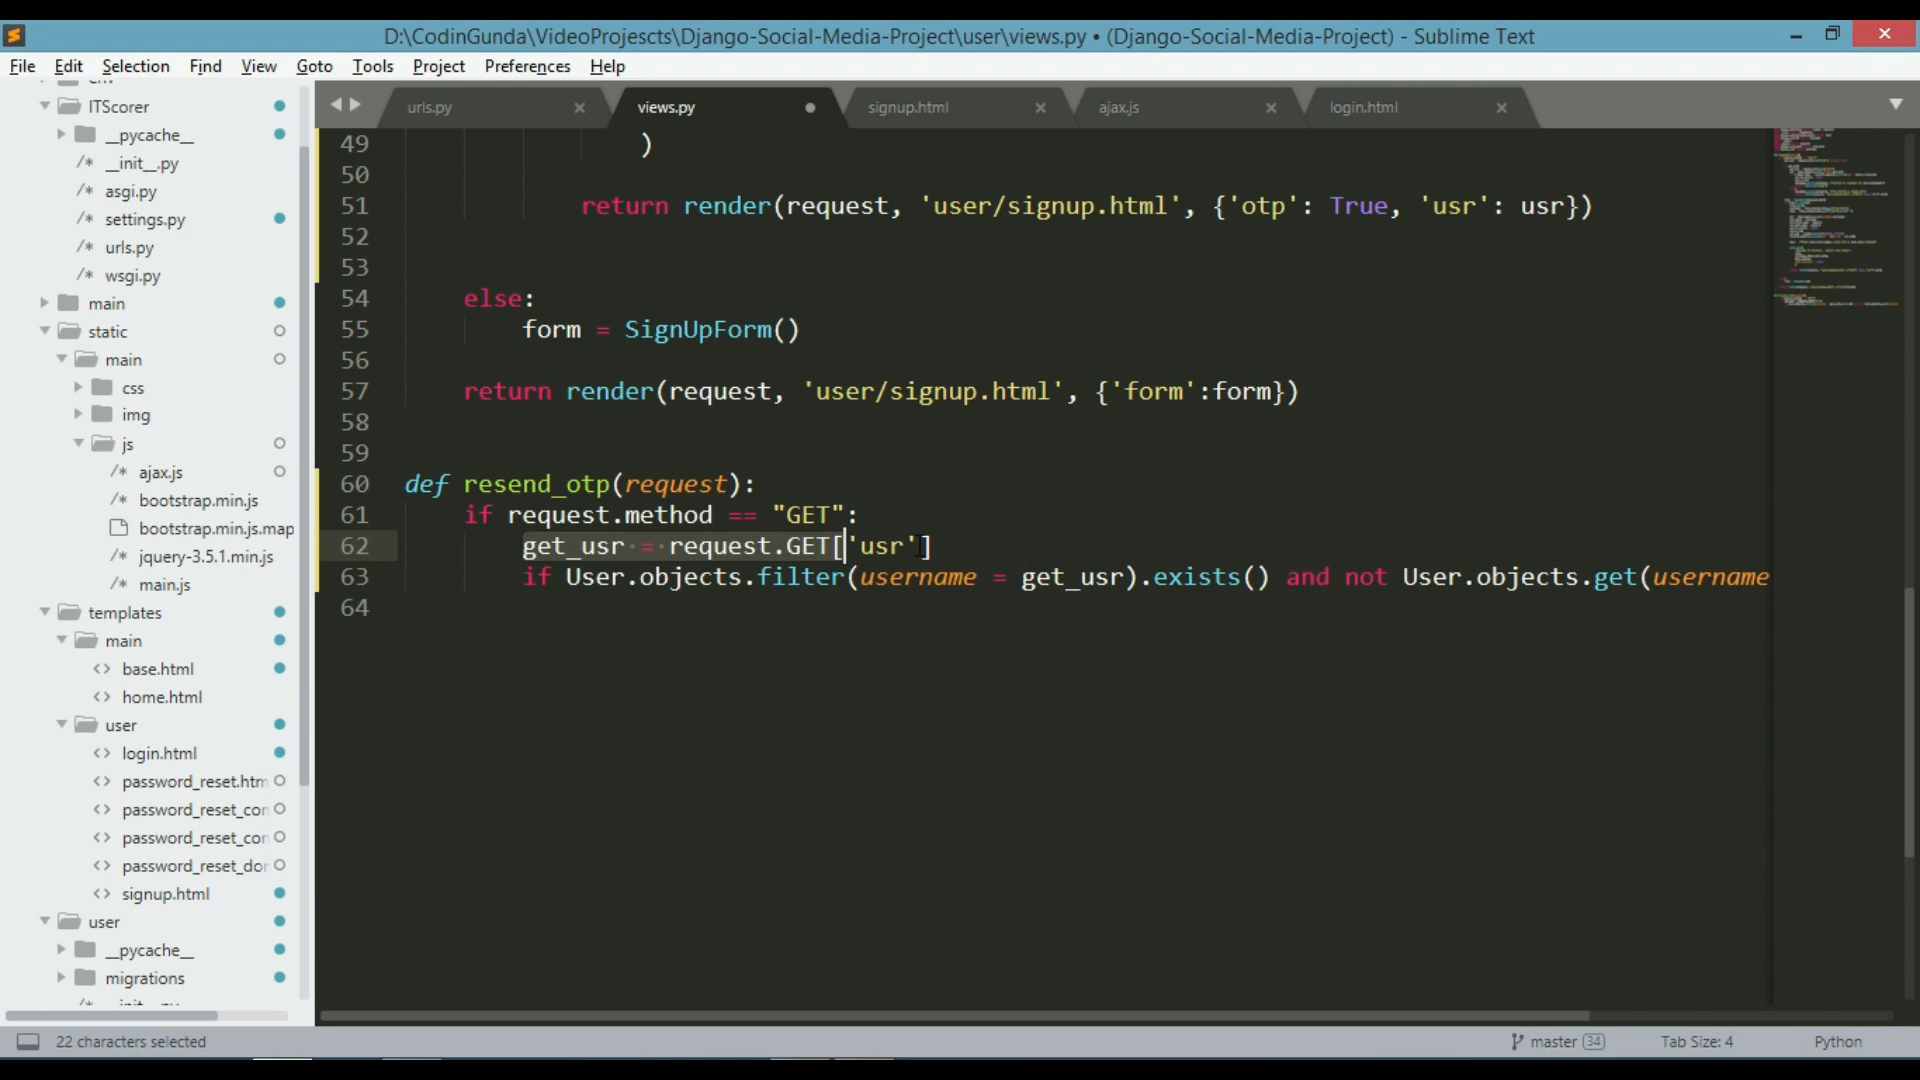 D:\CodinGunda\VideoProjescts\Django-Social-Media-Project\user\views.py • (Django-Social-Media-Project) - Sublime Text
File Edit Selection Find View Goto Tools Project Preferences Help
ITScorer
__pycache__
/* __init__.py
/* asgi.py
/* settings.py
/* urls.py
/* wsgi.py
main
static
main
css
img
js
/* ajax.js
/* bootstrap.min.js
bootstrap.min.js.map
/* jquery-3.5.1.min.js
/* main.js
templates
main
<> base.html
<> home.html
user
<> login.html
<> password_reset.htm
<> password_reset_con
<> password_reset_con
<> password_reset_don
<> signup.html
user
__pycache__
migrations
urls.py views.py signup.html ajax.js login.html
49 )
50
51 return render(request, 'user/signup.html', {'otp': True, 'usr': usr})
52
53
54 else:
55 form = SignUpForm()
56
57 return render(request, 'user/signup.html', {'form':form})
58
59
60 def resend_otp(request):
61 if request.method == "GET":
62 get_usr = request.GET['usr']
63 if User.objects.filter(username = get_usr).exists() and not User.objects.get(username
64
22 characters selected master 34 Tab Size: 4 Python